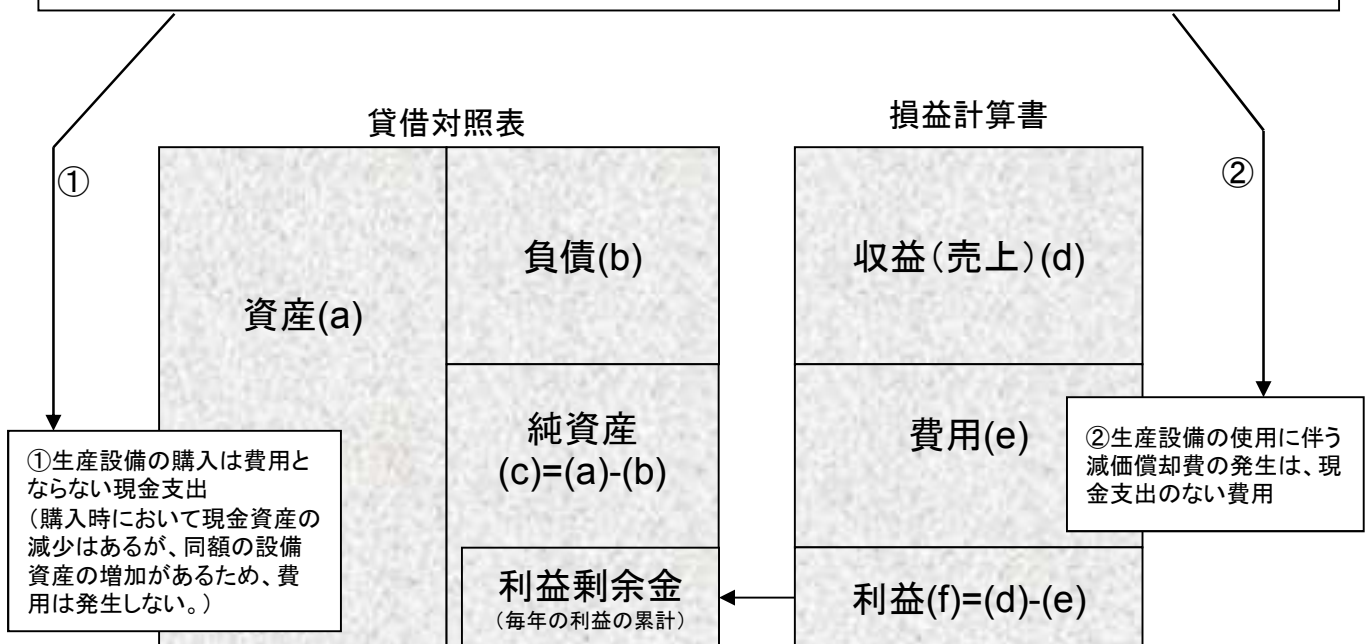 貸借対照表
損益計算書
①
②
資産(a)
負債(b)
純資産
(c)=(a)-(b)
利益剰余金
(毎年の利益の累計)
収益(売上)(d)
費用(e)
利益(f)=(d)-(e)
①生産設備の購入は費用と
ならない現金支出
(購入時において現金資産の
減少はあるが、同額の設備
資産の増加があるため、費
用は発生しない。)
②生産設備の使用に伴う
減価償却費の発生は、現
金支出のない費用